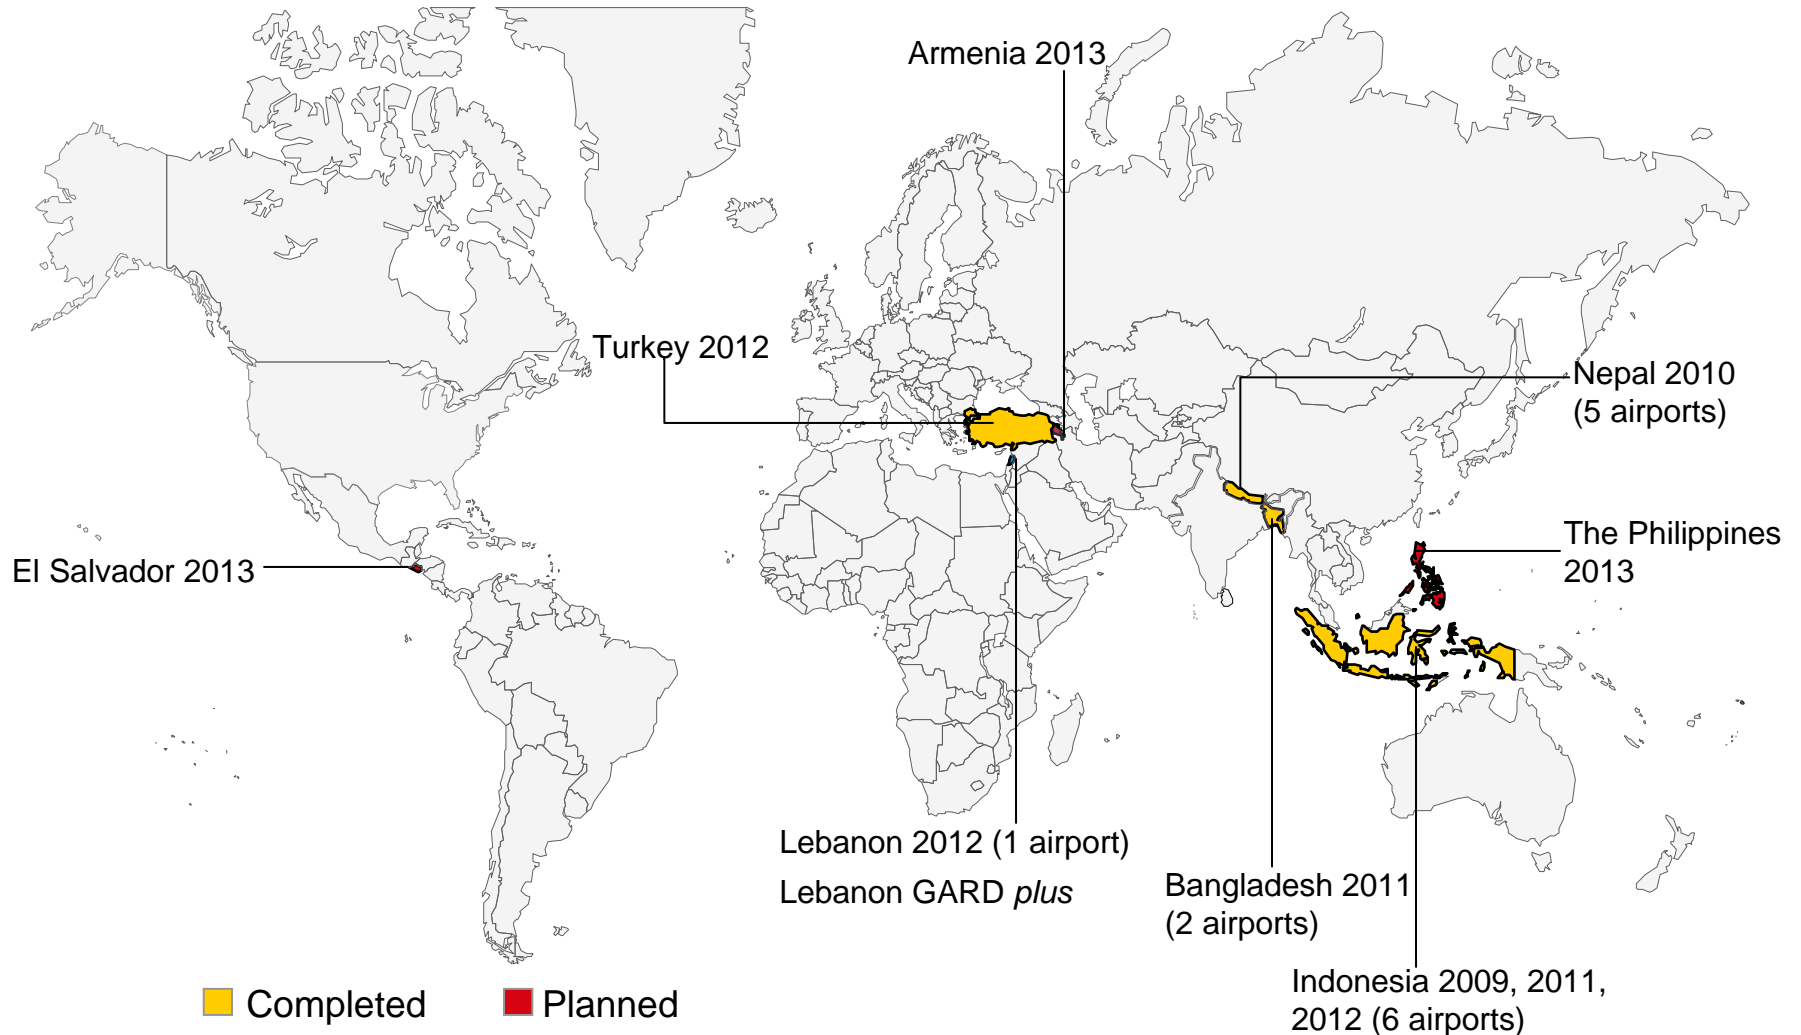 Armenia 2013
Turkey 2012
Nepal 2010
(5 airports)
The Philippines
2013
El Salvador 2013
Lebanon 2012 (1 airport)
Lebanon GARD plus
Bangladesh 2011
(2 airports)
Indonesia 2009, 2011,
2012 (6 airports)
Completed
Planned